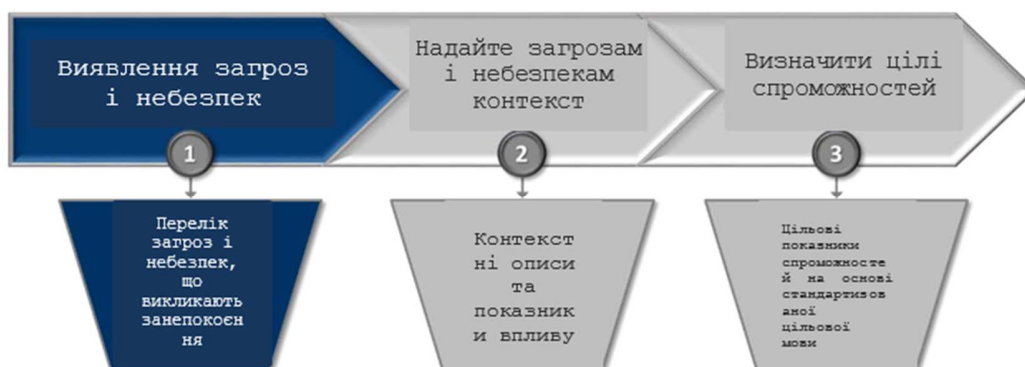 Виявлення загроз
і небезпек
Надайте загрозам
і небезпекам
контекст
Визначити цілі
спроможностей
1
2
3
Перелік
загроз і
небезпек,
що
викликають
занепокоєн
ня
Контекст
ні описи
та
показник
и впливу
Цільові
показники
спроможносте
й на основі
стандартизов
аної
цільової
мови